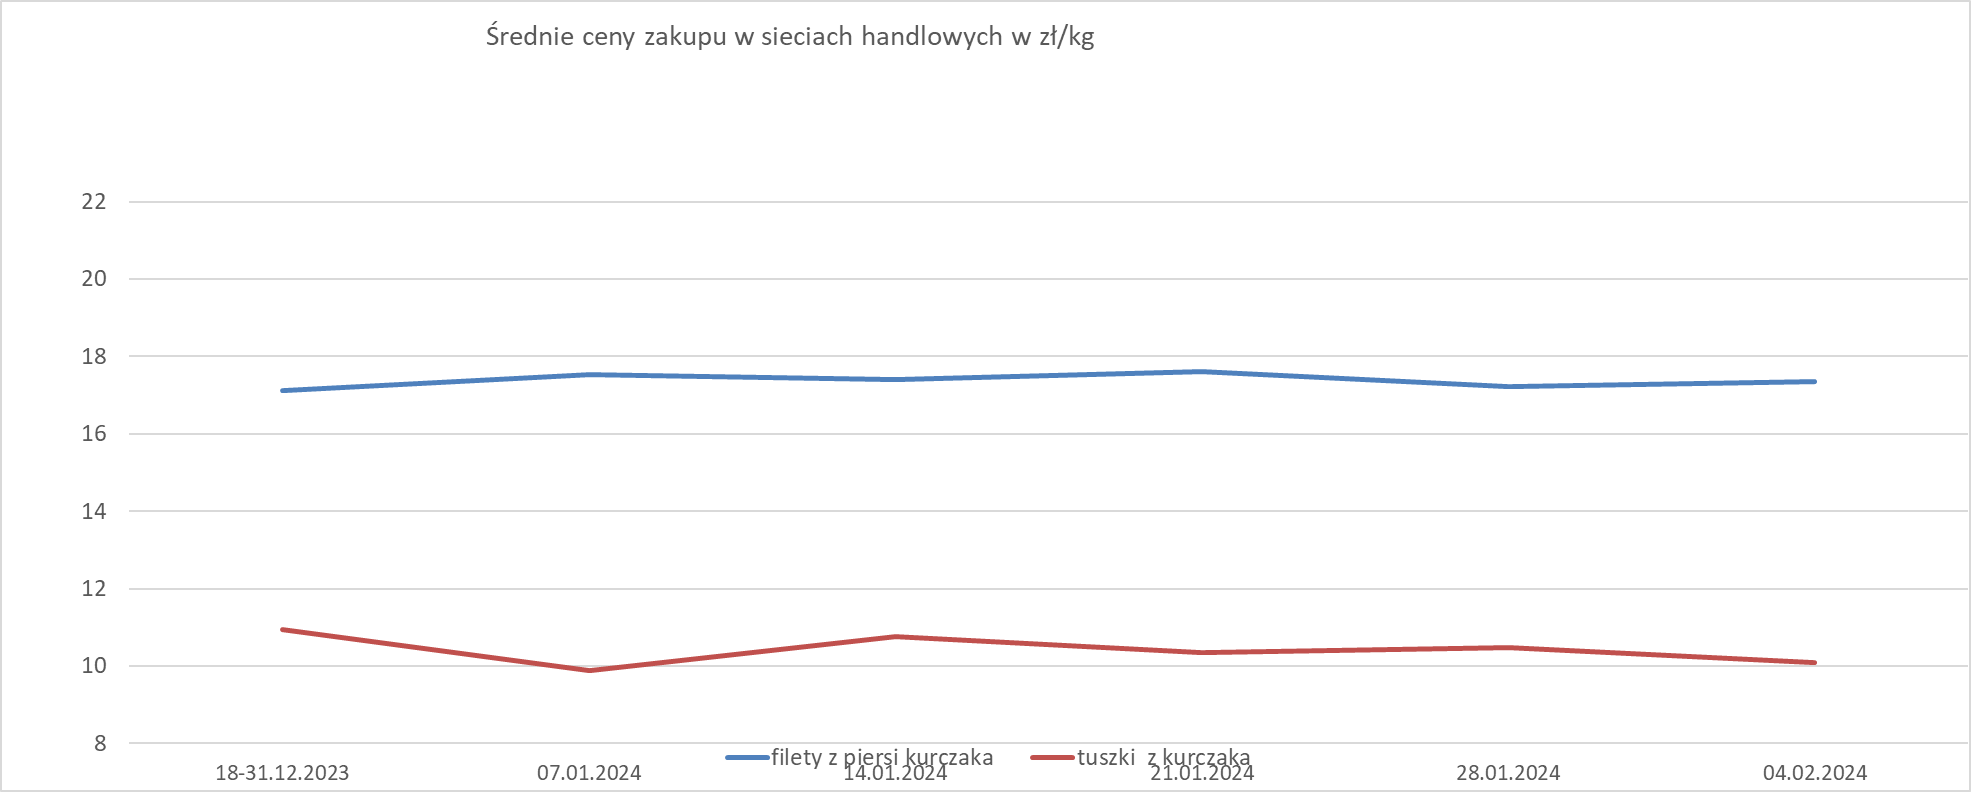 Średnie ceny zakupu w sieciach handlowych w zł/kg
22
20
18
16
14
12
10
8
filety z piersi kurczaka tuszki z kurczaka
18-31.12.2023 07.01.2024 14.01.2024 21.01.2024 28.01.2024 04.02.2024